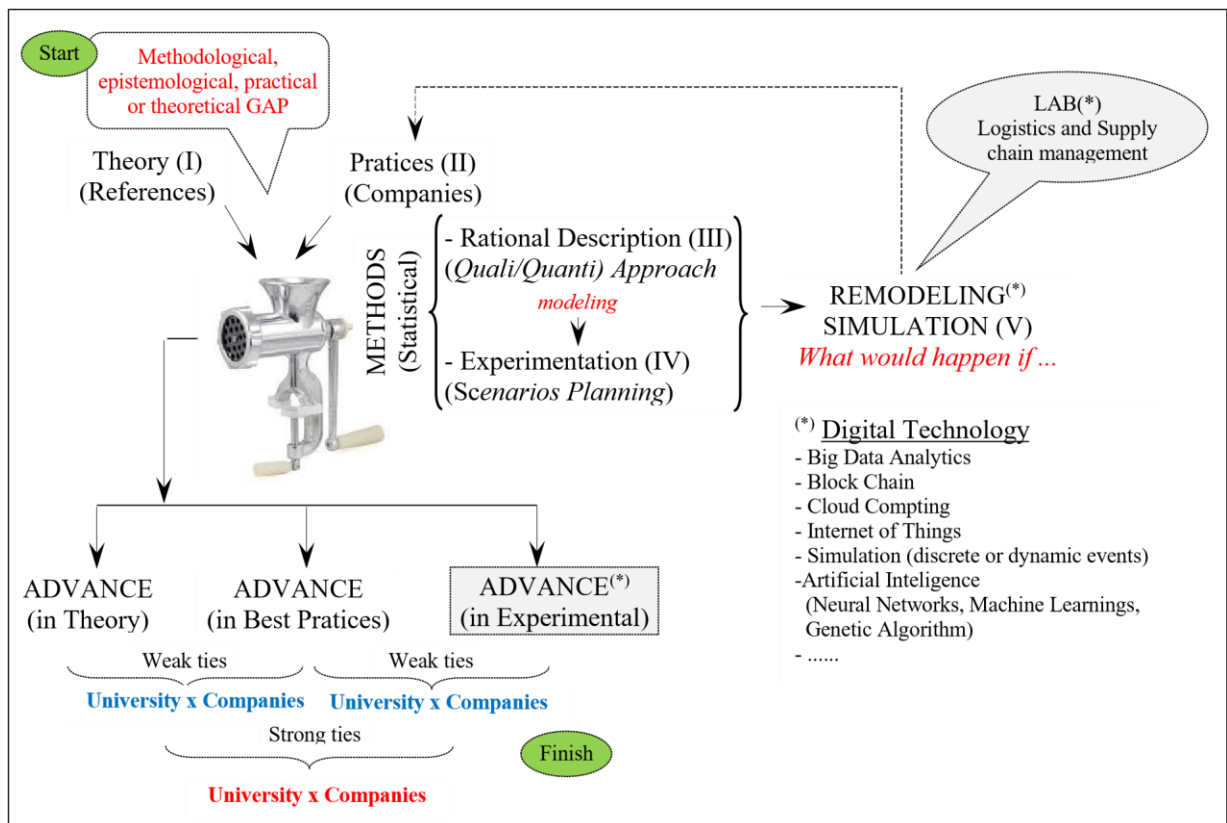 Start
Methodological,
epistemological, practical
or theoretical GAP
Theory (I)
(References)
Pratices (II)
(Companies)
LAB(*)
Logistics and Supply
chain management
METHODS
(Statistical)
- Rational Description (III)
(Quali/Quanti) Approach
modeling
- Experimentation (IV)
(Scenarios Planning)
REMODELING(*)
SIMULATION (V)
What would happen if ...
(*) Digital Technology
- Big Data Analytics
- Block Chain
- Cloud Compting
- Internet of Things
- Simulation (discrete or dynamic events)
-Artificial Inteligence
(Neural Networks, Machine Learnings,
Genetic Algorithm)
- ......
ADVANCE
(in Theory)
ADVANCE
(in Best Pratices)
ADVANCE(*)
(in Experimental)
Weak ties
Weak ties
University x Companies
University x Companies
Strong ties
Finish
University x Companies